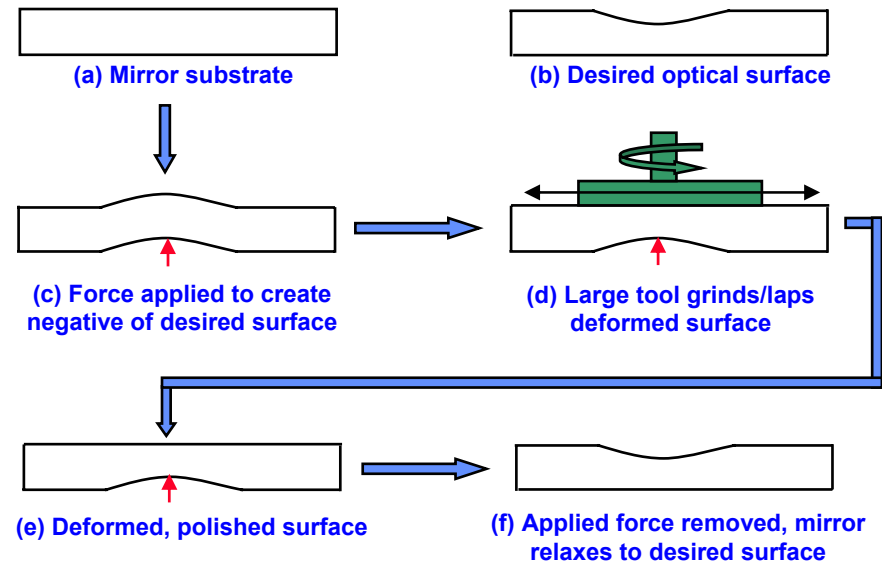 (a) Mirror substrate
(b) Desired optical surface
(c) Force applied to create
negative of desired surface
(d) Large tool grinds/laps
deformed surface
(e) Deformed, polished surface
(f) Applied force removed, mirror
relaxes to desired surface